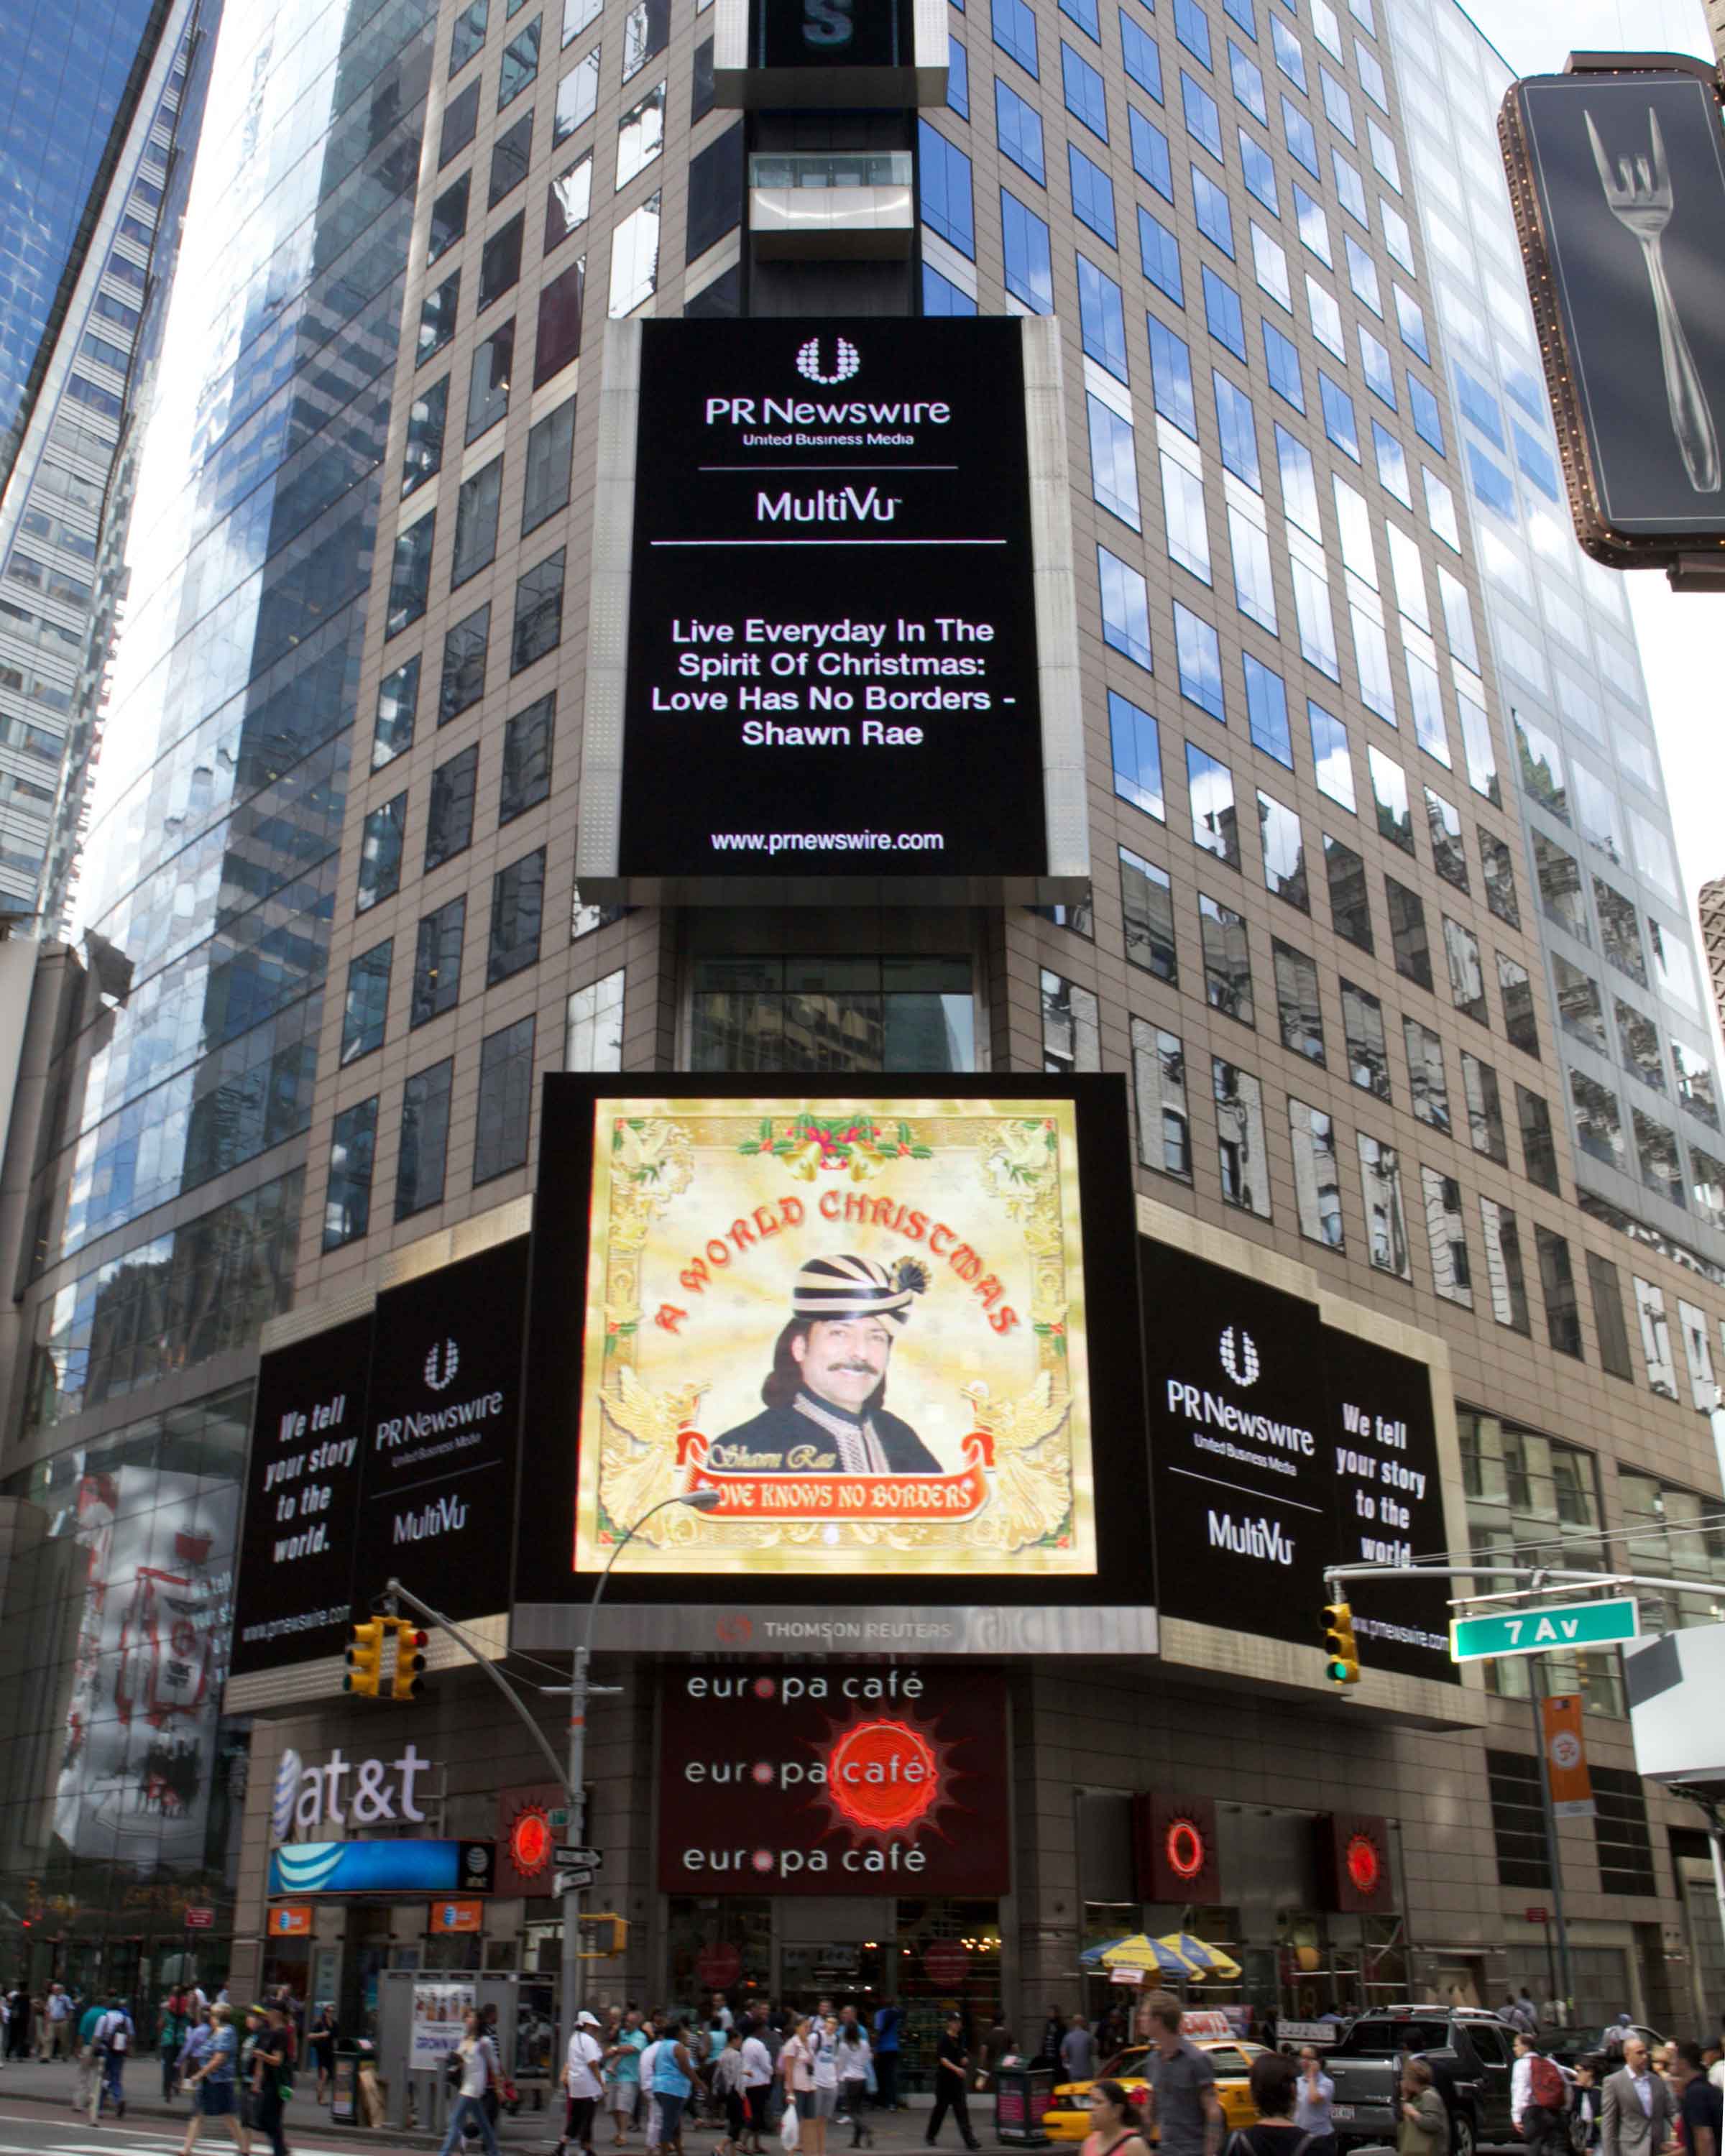 S
PR Newswire
United Business Media
MultiVu™
Live Everyday In The
Spirit Of Christmas:
Love Has No Borders -
Shawn Rae
www.prnewswire.com
A WORLD CHRISTMAS
Shawn Rae
LOVE KNOWS NO BORDERS
We tell
your story
to the
world.
www.prnewswire.com
PR Newswire
United Business Media
MultiVu
PR Newswire
United Business Media
MultiVu
We tell
your story
to the
world.
www.prnewswire.com
THOMSON REUTERS
7 Av
europa café
europa café
europa café
at&t
at&t